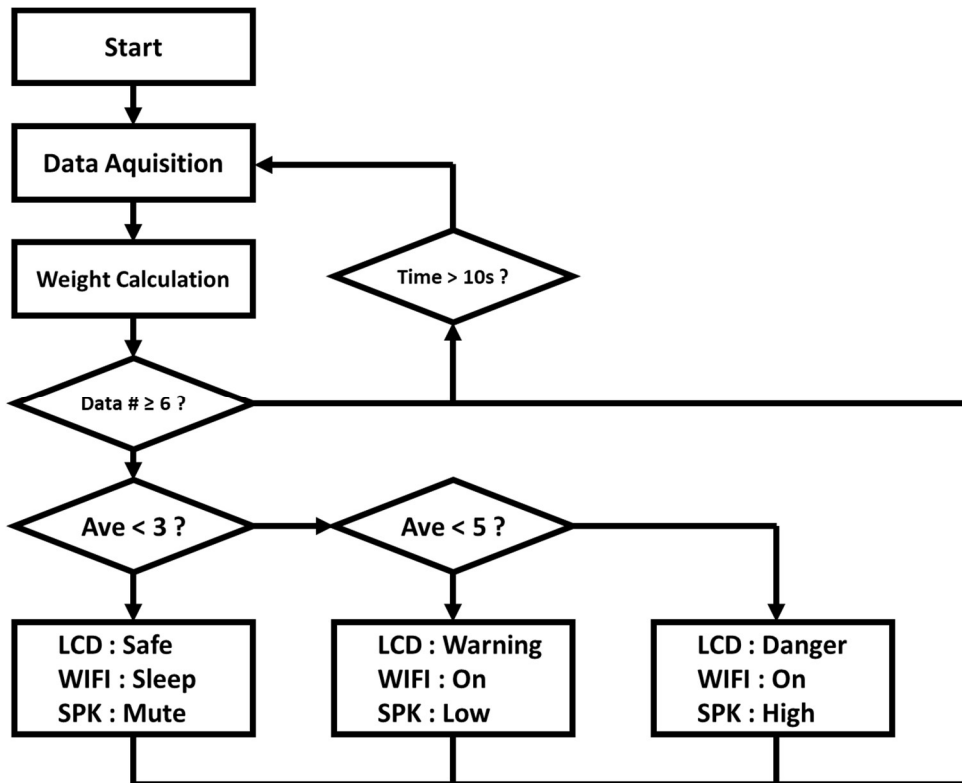 Start
Data Aquisition
Weight Calculation
Time > 10s ?
Data # ≥ 6 ?
Ave < 3 ?
Ave < 5 ?
LCD : Safe
WIFI : Sleep
SPK : Mute
LCD : Warning
WIFI : On
SPK : Low
LCD : Danger
WIFI : On
SPK : High